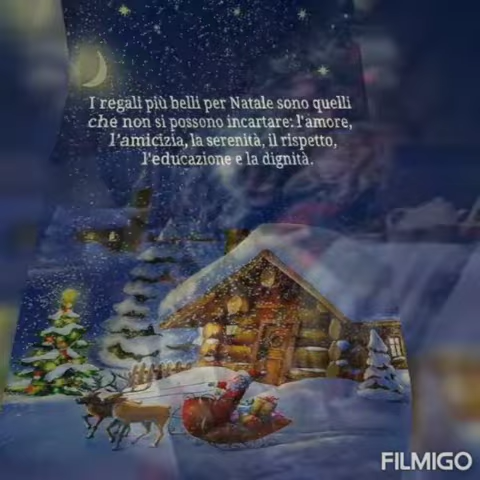 I regali più belli per Natale sono quelli
che non si possono incartare: l'amore,
l'amicizia, la serenità, il rispetto,
l'educazione e la dignità.
FILMIGO